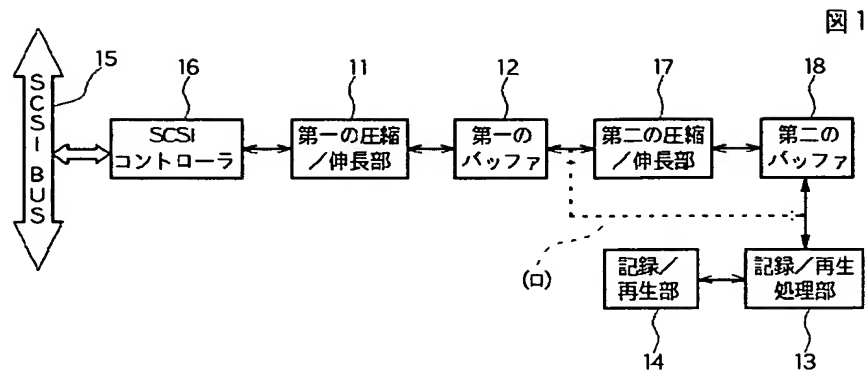 図1
15
16
11
12
17
18
SCSI BUS
SCSI
コントローラ
第一の圧縮
/伸長部
第一の
バッファ
第二の圧縮
/伸長部
第二の
バッファ
(ロ)
記録/
再生部
記録/再生
処理部
14
13